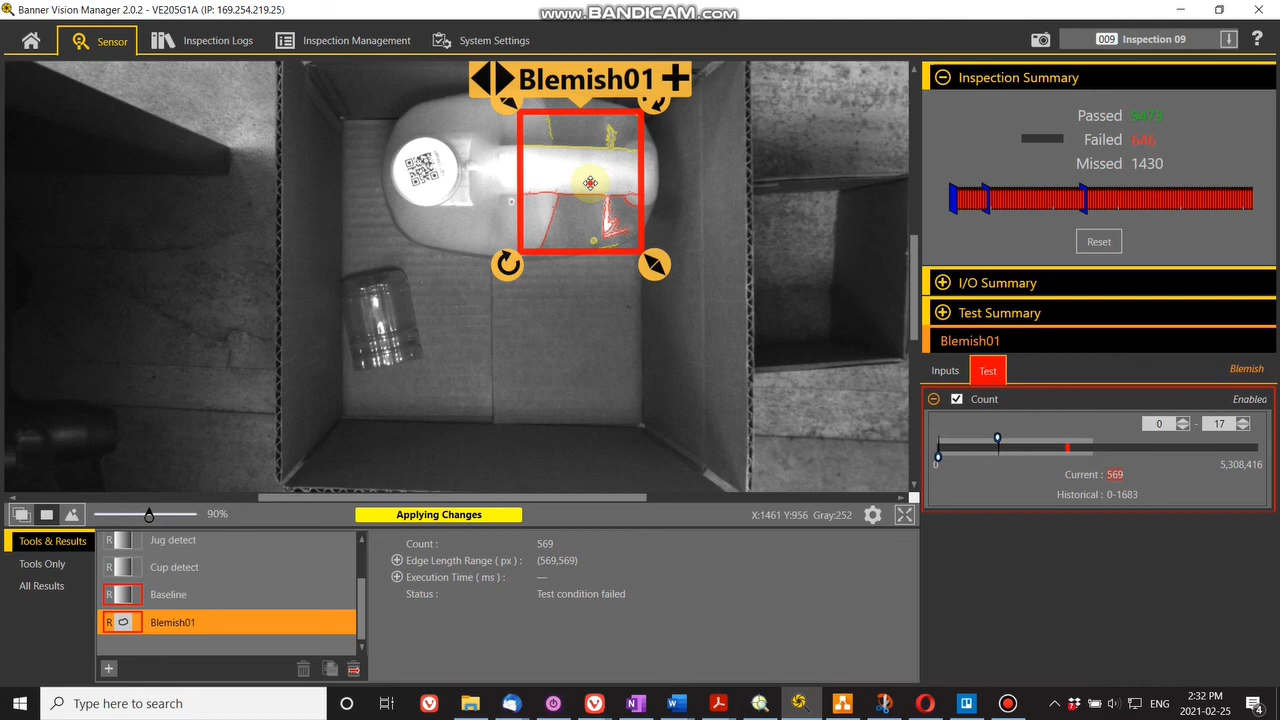 Banner Vision Manager 2.0.2 - VE205G1A (IP: 169.254.219.25)
www.BANDICAM.com
Sensor
Inspection Logs
Inspection Management
System Settings
009 Inspection 09
?
Blemish01
Inspection Summary
Passed 9473
Failed 646
Missed 1430
Reset
I/O Summary
Test Summary
Blemish01
Inputs
Test
Blemish
Count
Enabled
0 - 17
0
5,308,416
Current : 569
Historical : 0-1683
90%
Applying Changes
X:1461 Y:956 Gray:252
Tools & Results
Tools Only
All Results
R Jug detect
R Cup detect
R Baseline
R Blemish01
Count : 569
Edge Length Range ( px ) : (569,569)
Execution Time ( ms ) : —
Status : Test condition failed
Type here to search
ENG
2:32 PM
2021-02-25
4